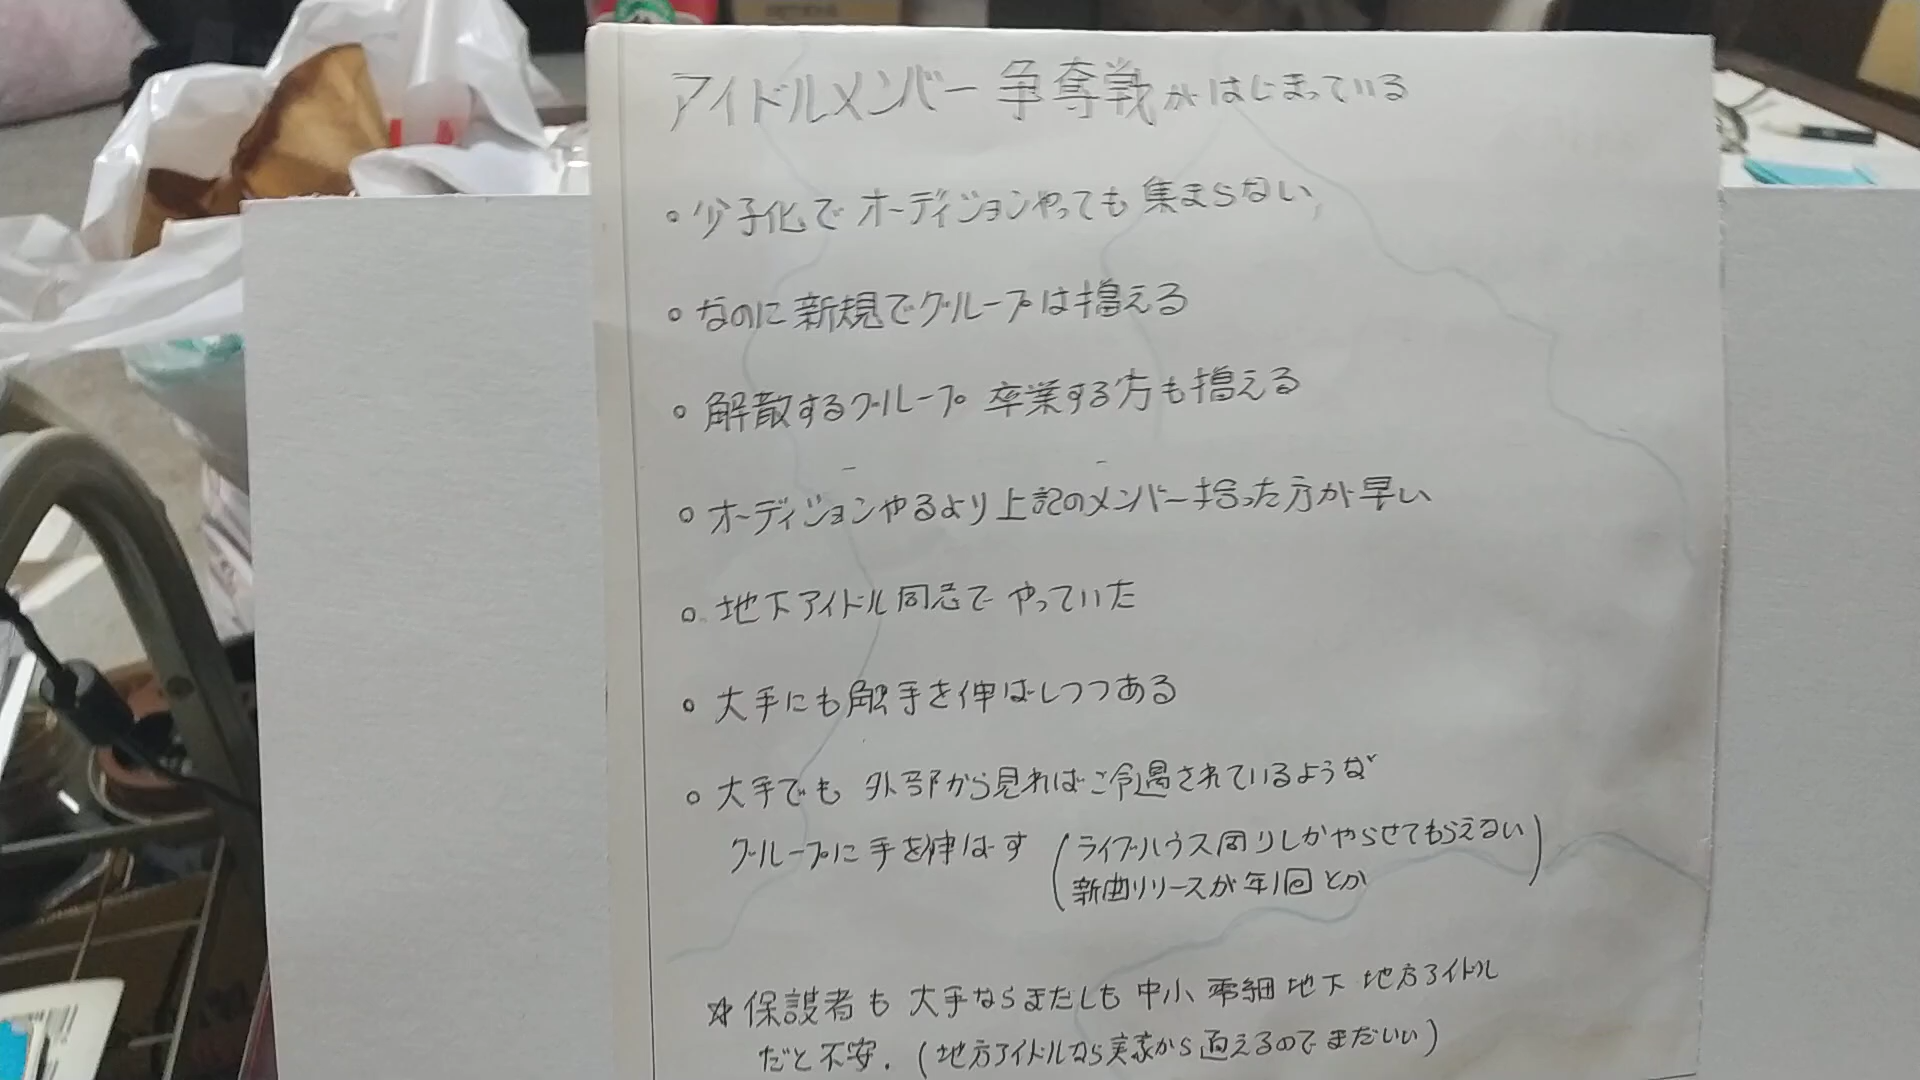 アイドルメンバー争奪戦がはじまっている
○少子化でオーディションやっても集まらない
○なのに新規でグループは増える
○解散するグループ 卒業する方も増える
○オーディションやるより上記のメンバー拾った方が早い
○地下アイドル同志でやっていた
○大手にも触手を伸ばしつつある
○大手でも 外部から見れば冷遇されているような
グループに手を伸ばす (ライブハウス周りしかやらせてもらえない
新曲リリースが年1回とか)
☆保護者も 大手ならまだしも 中小 零細 地下 地方アイドル
だと不安.(地方アイドルなら実家から通えるのでまだいい)